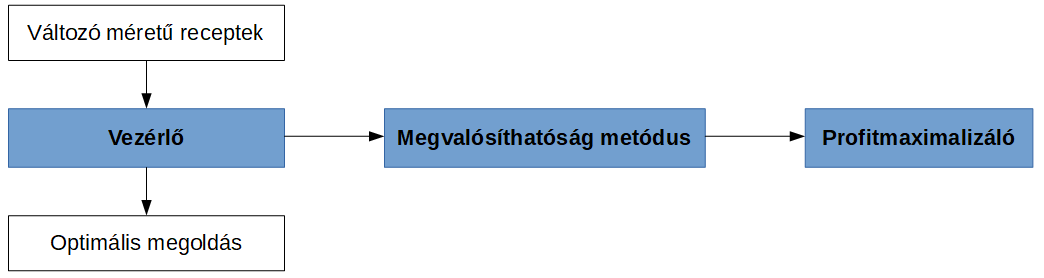 Változó méretű receptek
Vezérlő
Megvalósíthatóság metódus
Profitmaximalizáló
Optimális megoldás